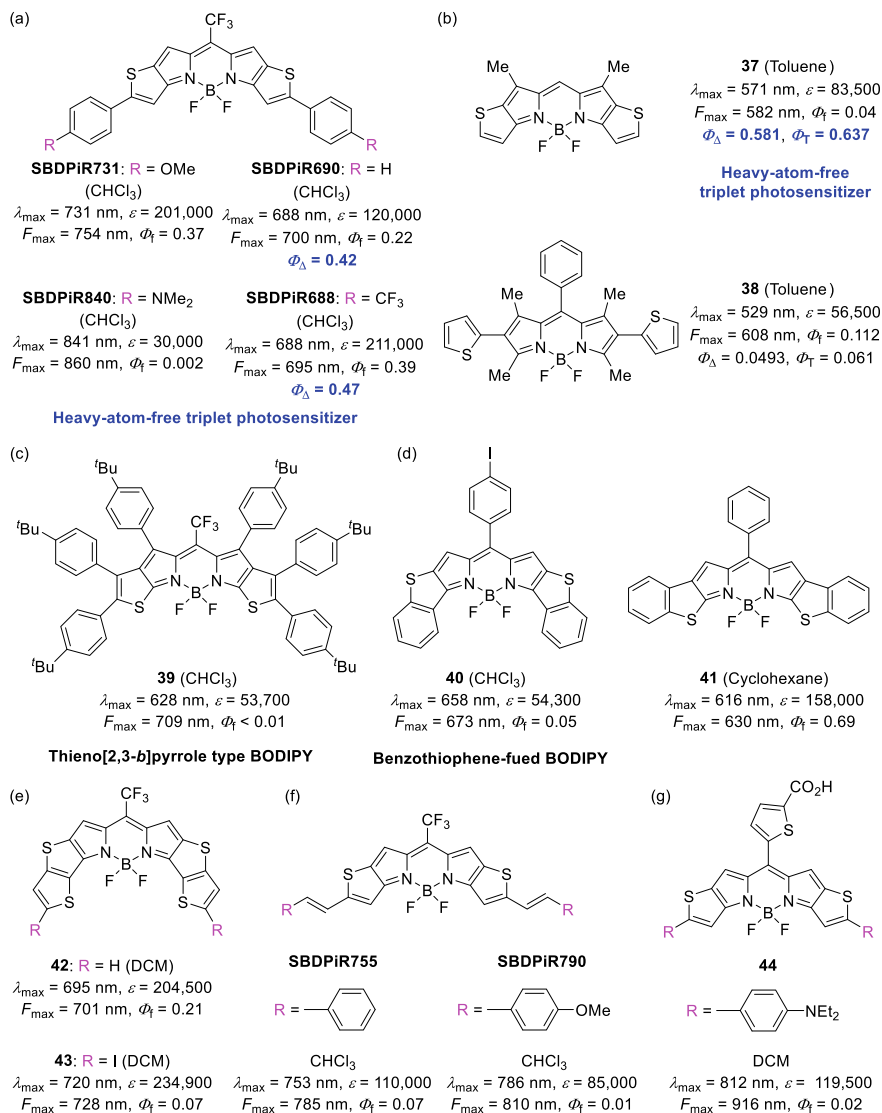 (a)
CF₃
S
S
N
N
B
F
F
R
R
SBDPiR731: R = OMe
(CHCl₃)
λmax = 731 nm, ε = 201,000
Fmax = 754 nm, Φf = 0.37
SBDPiR690: R = H
(CHCl₃)
λmax = 688 nm, ε = 120,000
Fmax = 700 nm, Φf = 0.22
ΦΔ = 0.42
SBDPiR840: R = NMe₂
(CHCl₃)
λmax = 841 nm, ε = 30,000
Fmax = 860 nm, Φf = 0.002
SBDPiR688: R = CF₃
(CHCl₃)
λmax = 688 nm, ε = 211,000
Fmax = 695 nm, Φf = 0.39
ΦΔ = 0.47
Heavy-atom-free triplet photosensitizer
(b)
Me
Me
S
S
N
N
B
F
F
37 (Toluene)
λmax = 571 nm, ε = 83,500
Fmax = 582 nm, Φf = 0.04
ΦΔ = 0.581, ΦT = 0.637
Heavy-atom-free
triplet photosensitizer
Me
Me
S
S
N
N
B
Me
F
F
Me
38 (Toluene)
λmax = 529 nm, ε = 56,500
Fmax = 608 nm, Φf = 0.112
ΦΔ = 0.0493, ΦT = 0.061
(c)
ᵗBu
ᵗBu
CF₃
ᵗBu
ᵗBu
N
N
B
S
F
F
S
ᵗBu
ᵗBu
39 (CHCl₃)
λmax = 628 nm, ε = 53,700
Fmax = 709 nm, Φf < 0.01
Thieno[2,3-b]pyrrole type BODIPY
(d)
I
S
S
N
N
B
F
F
40 (CHCl₃)
λmax = 658 nm, ε = 54,300
Fmax = 673 nm, Φf = 0.05
N
N
B
S
F
F
S
41 (Cyclohexane)
λmax = 616 nm, ε = 158,000
Fmax = 630 nm, Φf = 0.69
Benzothiophene-fued BODIPY
(e)
CF₃
S
S
N
N
B
F
F
S
S
R
R
42: R = H (DCM)
λmax = 695 nm, ε = 204,500
Fmax = 701 nm, Φf = 0.21
43: R = I (DCM)
λmax = 720 nm, ε = 234,900
Fmax = 728 nm, Φf = 0.07
(f)
CF₃
S
S
N
N
B
F
F
R
R
SBDPiR755
R =
CHCl₃
λmax = 753 nm, ε = 110,000
Fmax = 785 nm, Φf = 0.07
SBDPiR790
R =
OMe
CHCl₃
λmax = 786 nm, ε = 85,000
Fmax = 810 nm, Φf = 0.01
(g)
CO₂H
S
S
S
N
N
B
F
F
R
R
44
R =
NEt₂
DCM
λmax = 812 nm, ε = 119,500
Fmax = 916 nm, Φf = 0.02